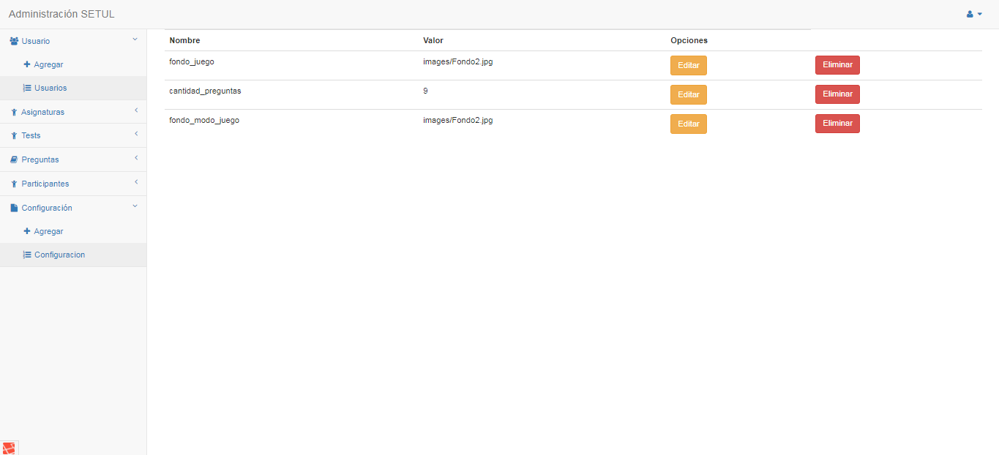 Administración SETUL
Usuario
Agregar
Usuarios
Asignaturas
Tests
Preguntas
Participantes
Configuración
Agregar
Configuracion
Nombre Valor Opciones
fondo_juego images/Fondo2.jpg Editar Eliminar
cantidad_preguntas 9 Editar Eliminar
fondo_modo_juego images/Fondo2.jpg Editar Eliminar